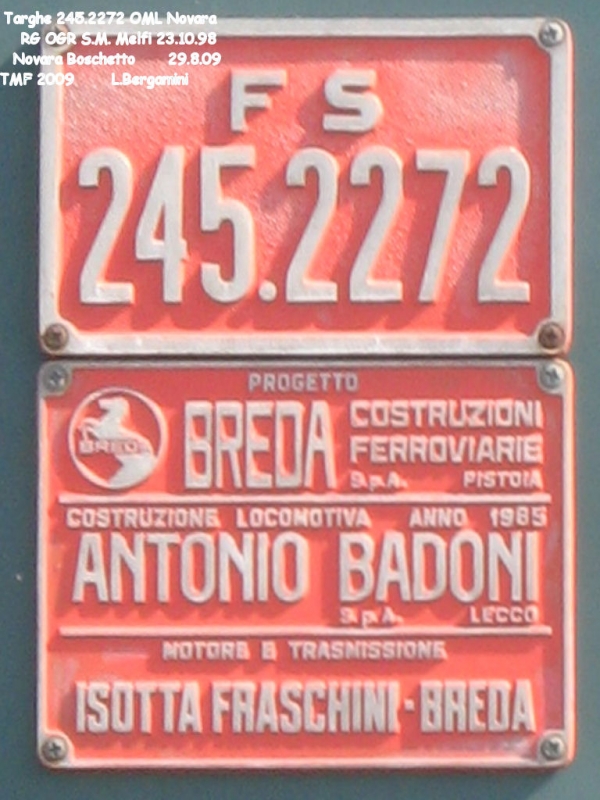 Targhe 245.2272 OML Novara
RG OGR S.M. Melfi 23.10.98
Novara Boschetto 29.8.09
TMF 2009 L.Bergamini
F S
245.2272
PROGETTO
BREDA
BREDA
COSTRUZIONI
FERROVIARIE
S.p.A. PISTOIA
COSTRUZIONE LOCOMOTIVA ANNO 1985
ANTONIO BADONI
S.p.A. LECCO
MOTORE E TRASMISSIONE
ISOTTA FRASCHINI-BREDA